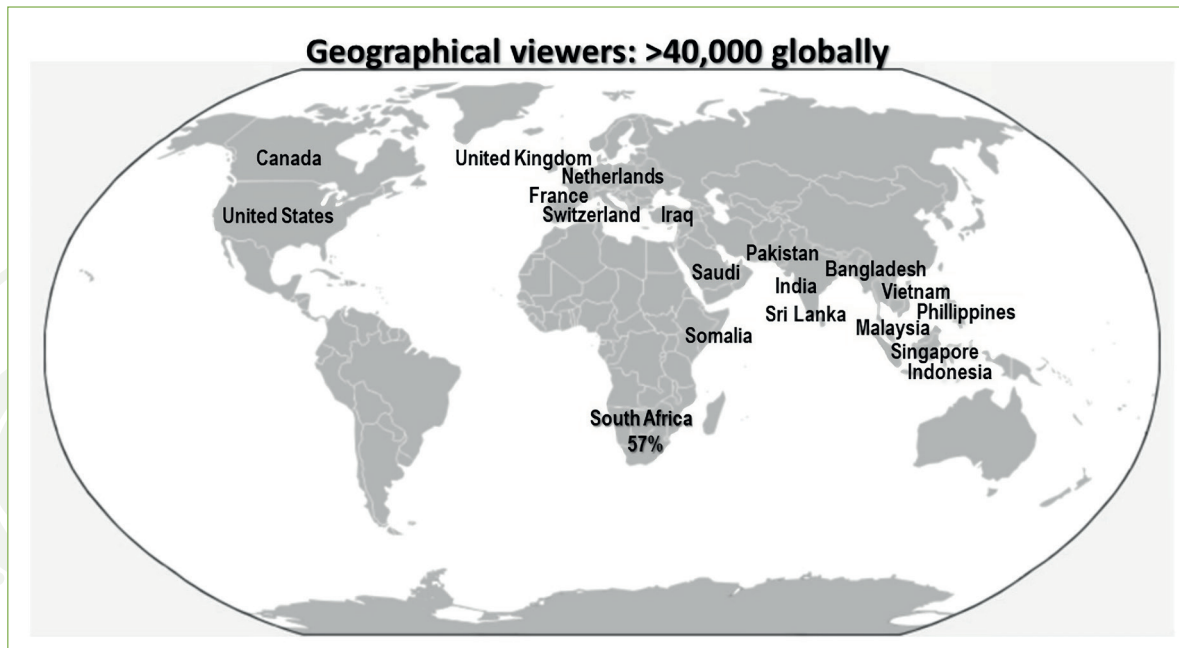 Geographical viewers: >40,000 globally
Canada
United Kingdom
Netherlands
France
United States
Switzerland
Iraq
Pakistan
Saudi
Bangladesh
India
Vietnam
Sri Lanka
Phillippines
Malaysia
Somalia
Singapore
Indonesia
South Africa
57%